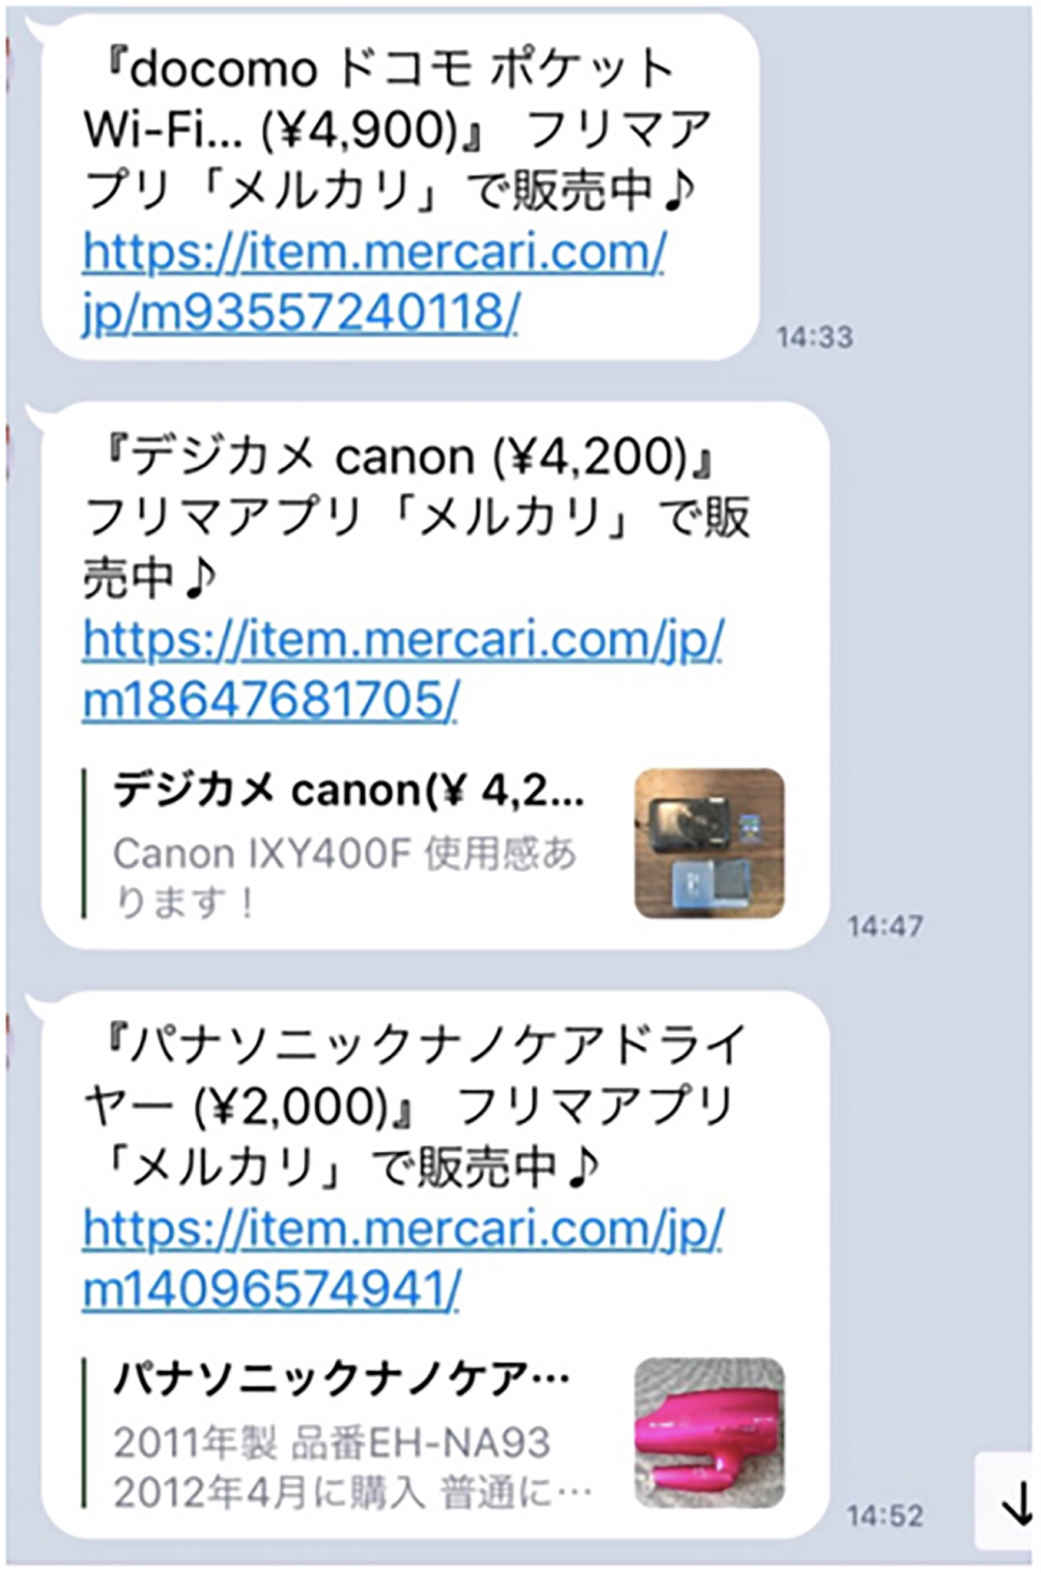 『docomo ドコモ ポケット
Wi-Fi... (¥4,900)』 フリマア
プリ「メルカリ」で販売中♪
https://item.mercari.com/
jp/m93557240118/
14:33
『デジカメ canon (¥4,200)』
フリマアプリ「メルカリ」で販
売中♪
https://item.mercari.com/jp/
m18647681705/
デジカメ canon(¥ 4,2...
Canon IXY400F 使用感あ
ります！
14:47
『パナソニックナノケアドライ
ヤー (¥2,000)』 フリマアプリ
「メルカリ」で販売中♪
https://item.mercari.com/jp/
m14096574941/
パナソニックナノケア…
2011年製 品番EH-NA93
2012年4月に購入 普通に…
14:52